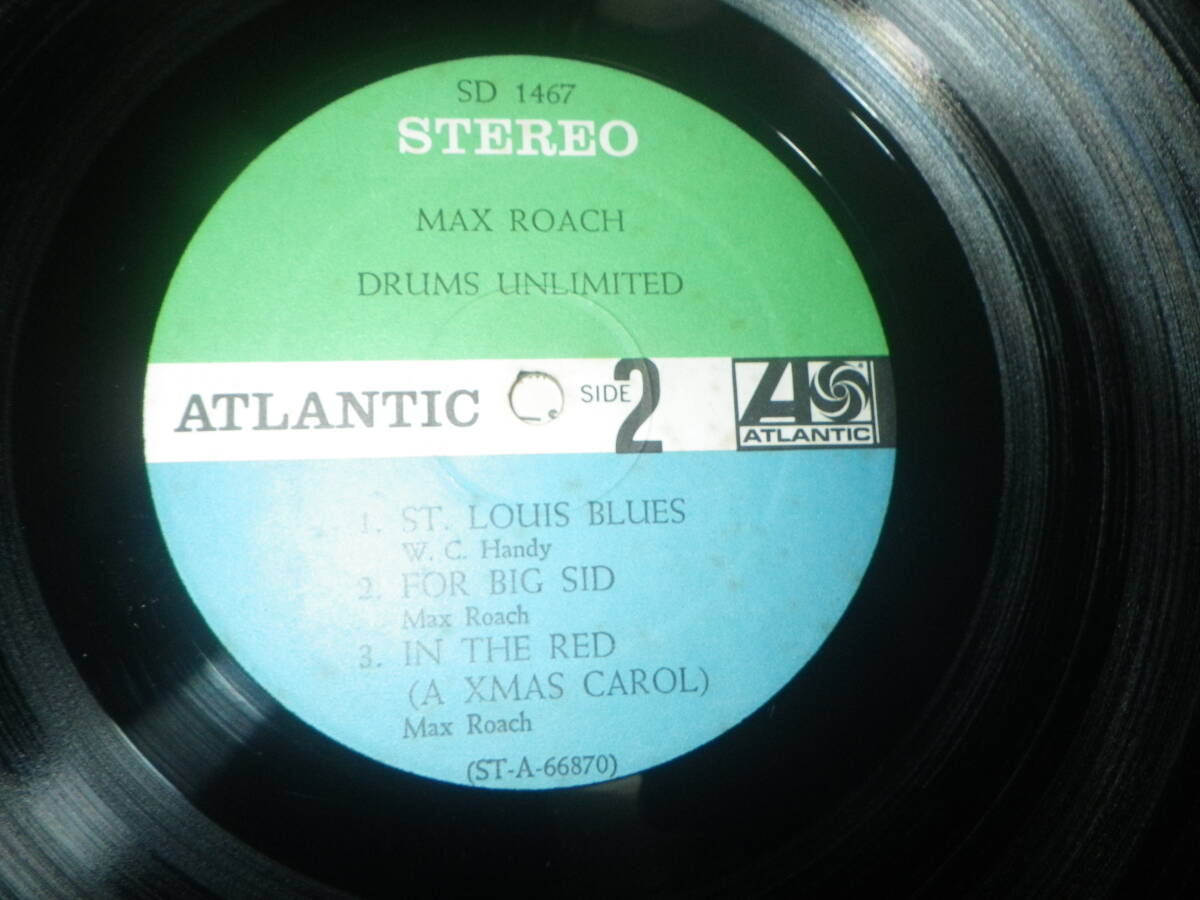 SD 1467
STEREO
MAX ROACH
DRUMS UNLIMITED
ATLANTIC SIDE 2 ATLANTIC
1. ST. LOUIS BLUES
W. C. Handy
2. FOR BIG SID
Max Roach
3. IN THE RED
(A XMAS CAROL)
Max Roach
(ST-A-66870)